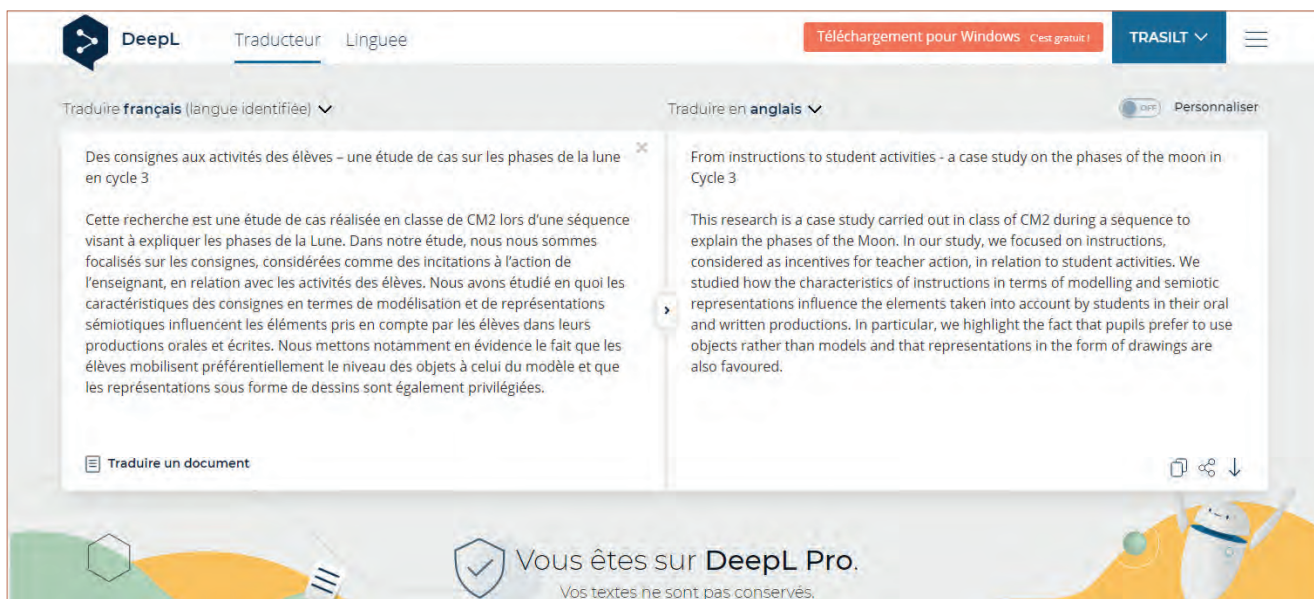 DeepL Traducteur Linguee Téléchargement pour Windows C'est gratuit ! TRASILT
Traduire français (langue identifiée) Traduire en anglais OFF Personnaliser
Des consignes aux activités des élèves – une étude de cas sur les phases de la lune
en cycle 3
Cette recherche est une étude de cas réalisée en classe de CM2 lors d'une séquence
visant à expliquer les phases de la Lune. Dans notre étude, nous nous sommes
focalisés sur les consignes, considérées comme des incitations à l'action de
l'enseignant, en relation avec les activités des élèves. Nous avons étudié en quoi les
caractéristiques des consignes en termes de modélisation et de représentations
sémiotiques influencent les éléments pris en compte par les élèves dans leurs
productions orales et écrites. Nous mettons notamment en évidence le fait que les
élèves mobilisent préférentiellement le niveau des objets à celui du modèle et que
les représentations sous forme de dessins sont également privilégiées.
Traduire un document
From instructions to student activities - a case study on the phases of the moon in
Cycle 3
This research is a case study carried out in class of CM2 during a sequence to
explain the phases of the Moon. In our study, we focused on instructions,
considered as incentives for teacher action, in relation to student activities. We
studied how the characteristics of instructions in terms of modelling and semiotic
representations influence the elements taken into account by students in their oral
and written productions. In particular, we highlight the fact that pupils prefer to use
objects rather than models and that representations in the form of drawings are
also favoured.
Vous êtes sur DeepL Pro.
Vos textes ne sont pas conservés.